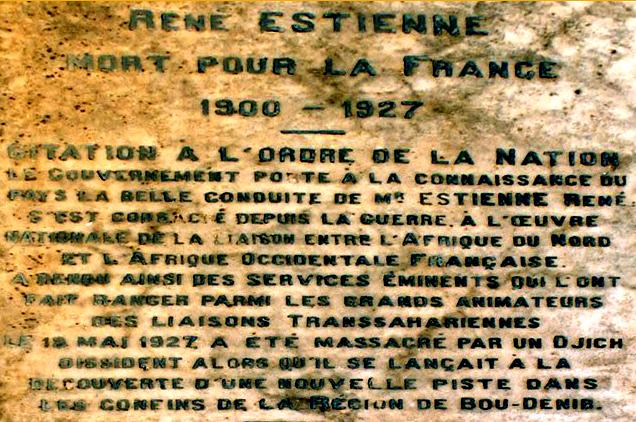 RENÉ ESTIENNE
MORT POUR LA FRANCE
1900 - 1927
CITATION A L'ORDRE DE LA NATION
LE GOUVERNEMENT PORTE À LA CONNAISSANCE DU
PAYS LA BELLE CONDUITE DE MR ESTIENNE RENÉ.
S'EST CONSACRÉ DEPUIS LA GUERRE À L'ŒUVRE
NATIONALE DE LA LIAISON ENTRE L'AFRIQUE DU NORD
ET L'AFRIQUE OCCIDENTALE FRANÇAISE.
A RENDU AINSI DES SERVICES ÉMINENTS QUI L'ONT
FAIT RANGER PARMI LES GRANDS ANIMATEURS
DES LIAISONS TRANSSAHARIENNES
LE MAI 1927 A ÉTÉ MASSACRÉ PAR UN DJICH
DISSIDENT ALORS QU'IL SE LANÇAIT À LA
DÉCOUVERTE D'UNE NOUVELLE PISTE DANS
LES CONFINS DE LA RÉGION DE BOU-DENIB.